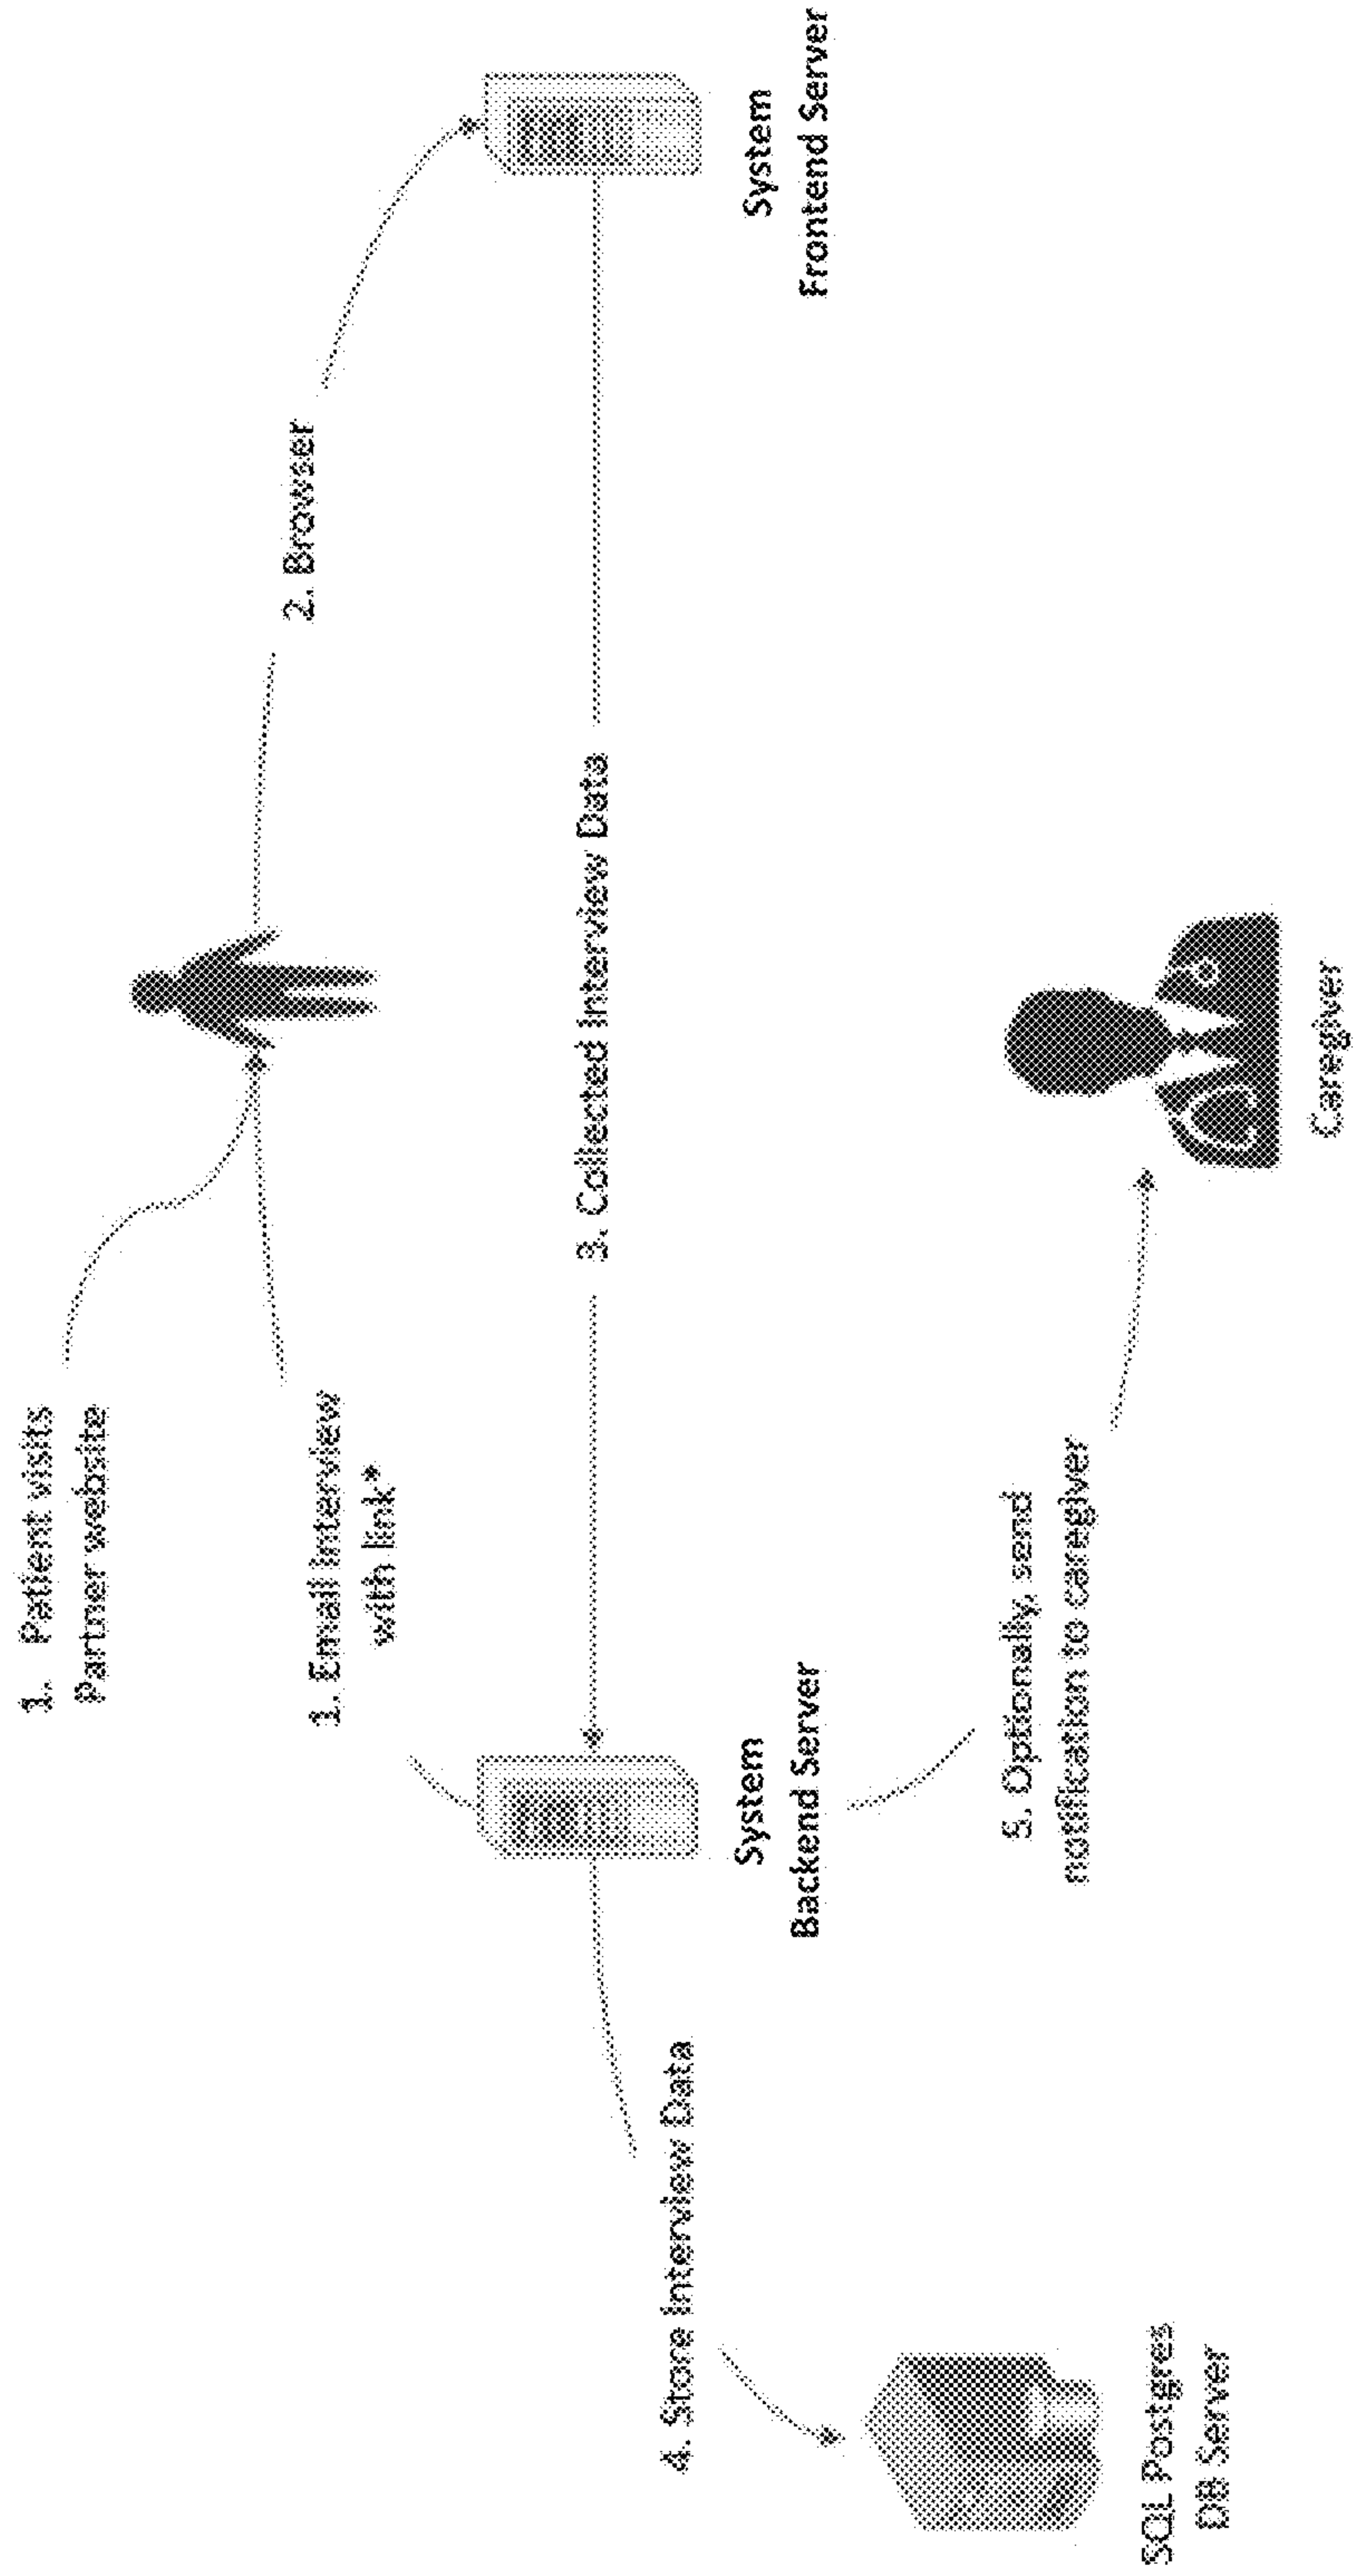 1. Patient visits
Partner website
1. Email interview
with link*
2. Browser
3. Collected Interview Data
System
Frontend Server
System
Backend Server
4. Store Interview Data
5. Optionally, send
notification to caregiver
SQL Postgres
DB Server
Caregiver